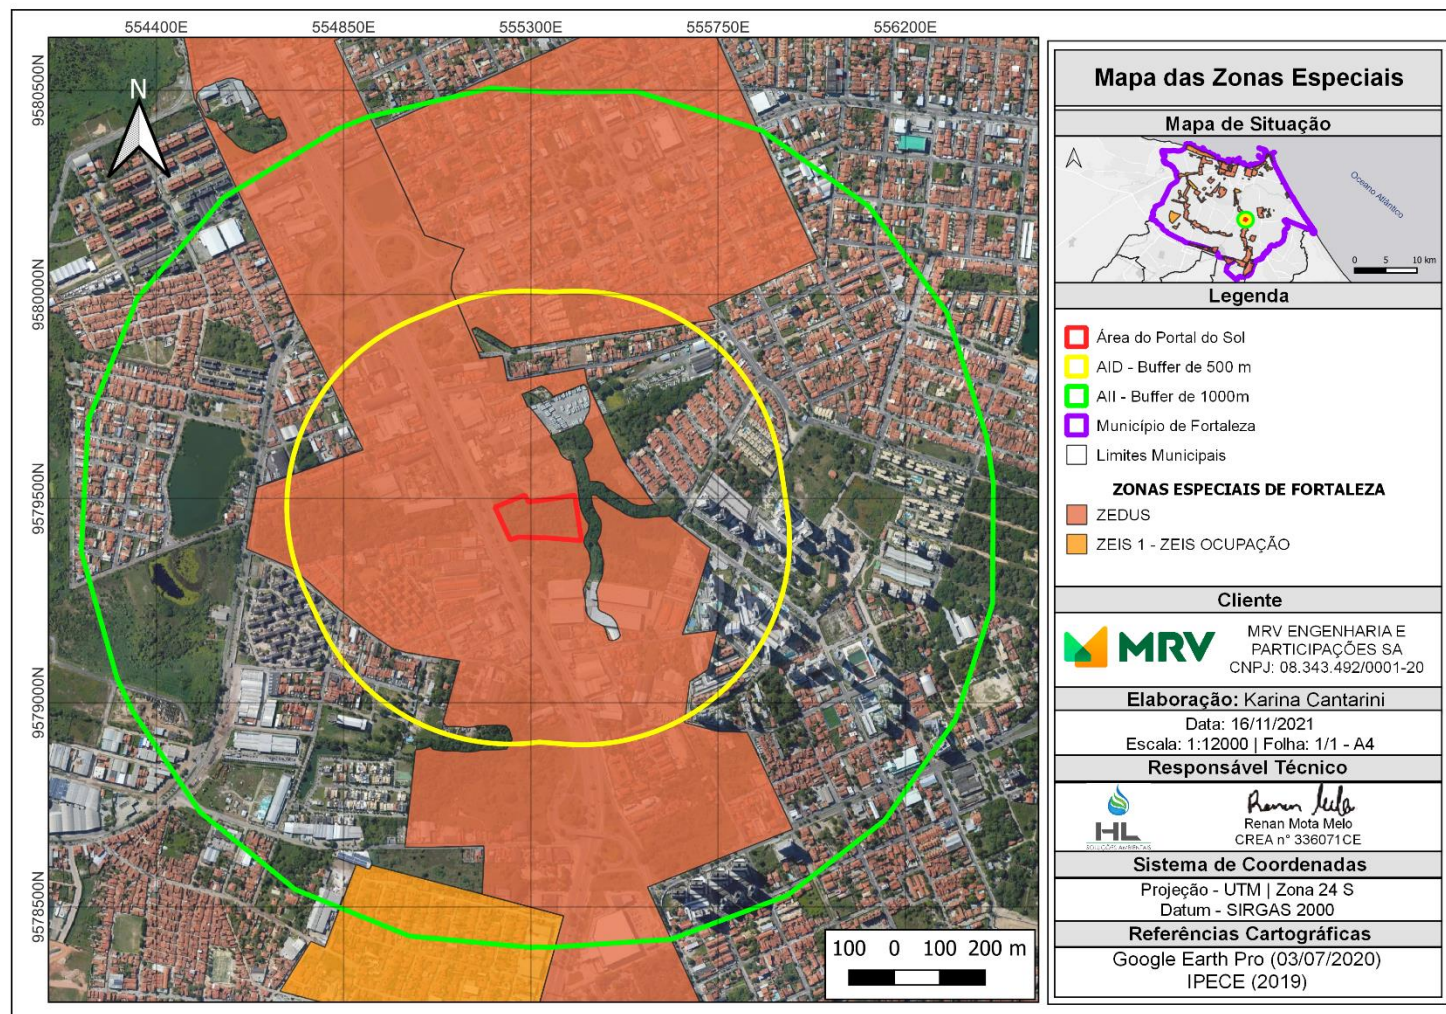 554400E 554850E 555300E 555750E 556200E
9580500N
9580000N
9579500N
9579000N
9578500N
N
100 0 100 200 m
Mapa das Zonas Especiais
Mapa de Situação
Oceano Atlântico
0 5 10 km
Legenda
Área do Portal do Sol
AID - Buffer de 500 m
AII - Buffer de 1000m
Município de Fortaleza
Limites Municipais
ZONAS ESPECIAIS DE FORTALEZA
ZEDUS
ZEIS 1 - ZEIS OCUPAÇÃO
Cliente
MRV
MRV ENGENHARIA E
PARTICIPAÇÕES SA
CNPJ: 08.343.492/0001-20
Elaboração: Karina Cantarini
Data: 16/11/2021
Escala: 1:12000 | Folha: 1/1 - A4
Responsável Técnico
HL
SOLUÇÕES AMBIENTAIS
Renan Mota Melo
CREA n° 336071CE
Sistema de Coordenadas
Projeção - UTM | Zona 24 S
Datum - SIRGAS 2000
Referências Cartográficas
Google Earth Pro (03/07/2020)
IPECE (2019)